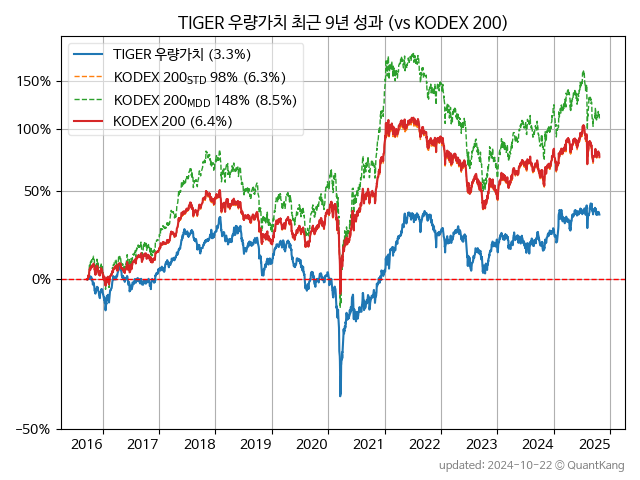 TIGER 우량가치 최근 9년 성과 (vs KODEX 200)
TIGER 우량가치 (3.3%)
KODEX 200STD 98% (6.3%)
KODEX 200MDD 148% (8.5%)
KODEX 200 (6.4%)
150%
100%
50%
0%
−50%
2016 2017 2018 2019 2020 2021 2022 2023 2024 2025
updated: 2024-10-22 © QuantKang